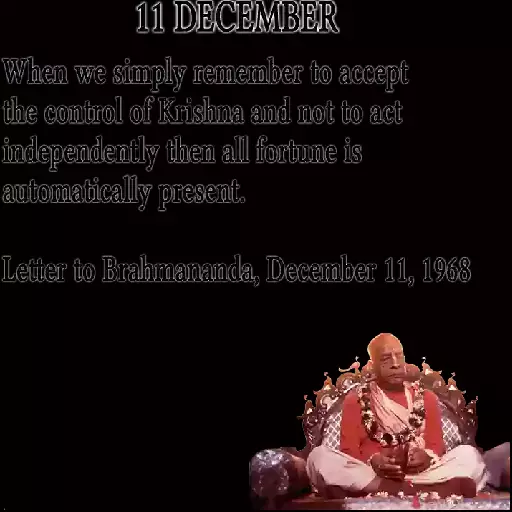 11 DECEMBER
When we simply remember to accept
the control of Krishna and not to act
independently then all fortune is
automatically present.
Letter to Brahmananda, December 11, 1968